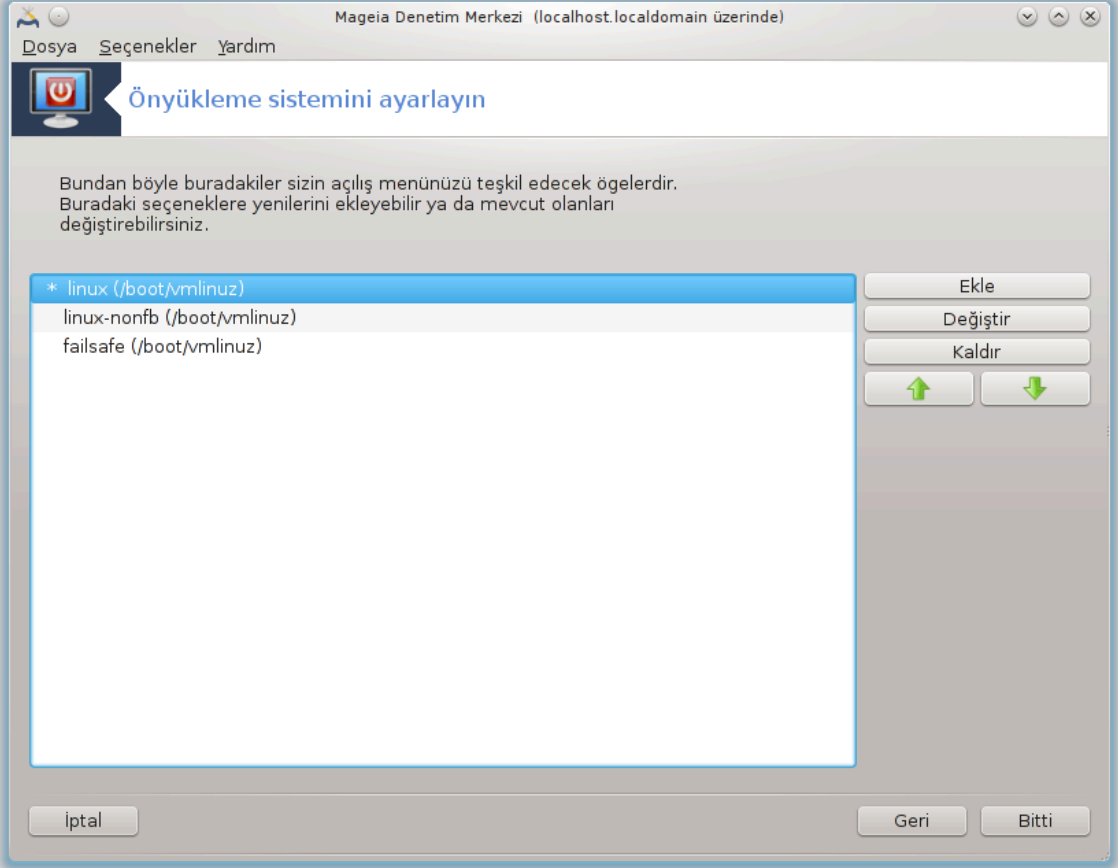 Mageia Denetim Merkezi (localhost.localdomain üzerinde)
Dosya Seçenekler Yardım
Önyükleme sistemini ayarlayın
Bundan böyle buradakiler sizin açılış menünüzü teşkil edecek ögelerdir.
Buradaki seçeneklere yenilerini ekleyebilir ya da mevcut olanları
değiştirebilirsiniz.
* linux (/boot/vmlinuz)
linux-nonfb (/boot/vmlinuz)
failsafe (/boot/vmlinuz)
Ekle
Değiştir
Kaldır
İptal
Geri
Bitti